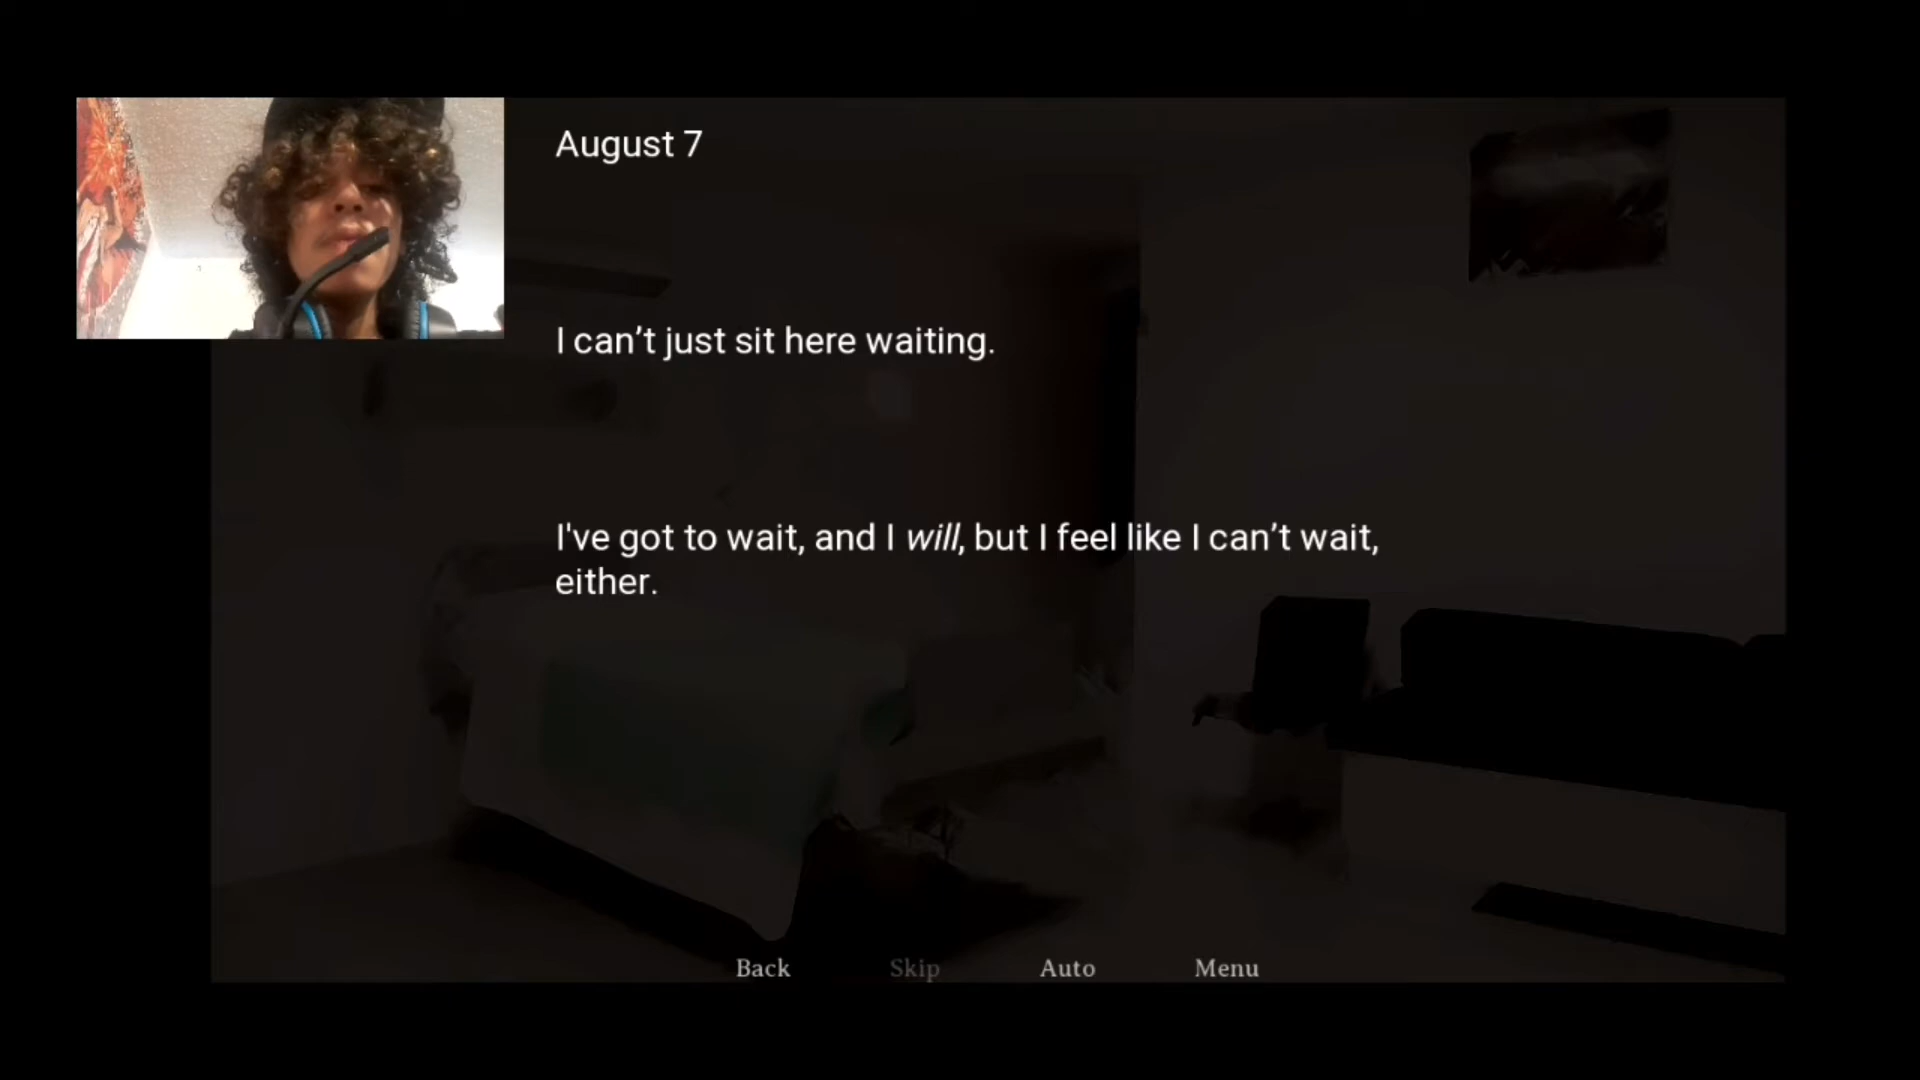 August 7
I can’t just sit here waiting.
I've got to wait, and I will, but I feel like I can’t wait,
either.
Back Skip Auto Menu